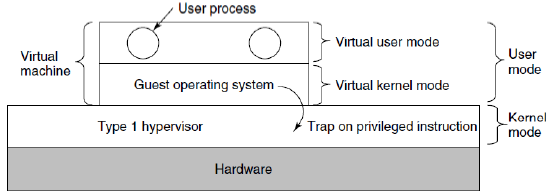 User process
Virtual
machine
Virtual user mode
User
mode
Guest operating system
Virtual kernel mode
Type 1 hypervisor
Trap on privileged instruction
Kernel
mode
Hardware